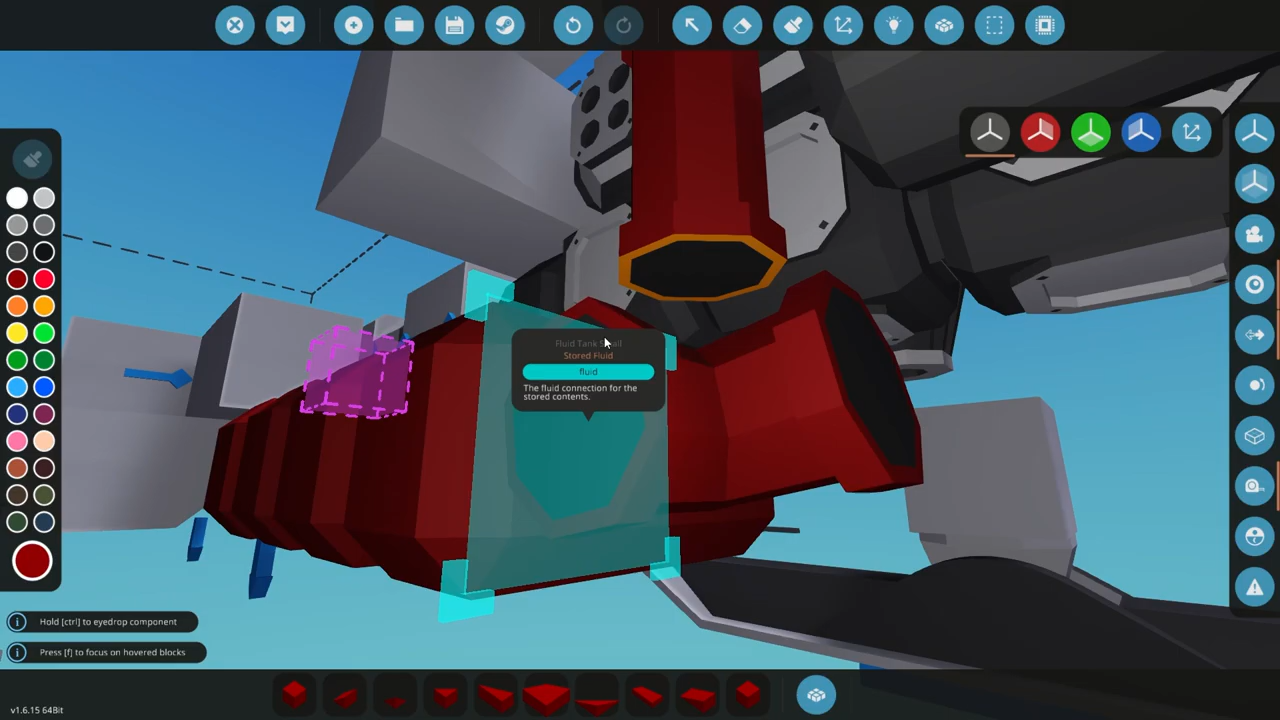 Fluid Tank Small
Stored Fluid
fluid
The fluid connection for the
stored contents.
Hold [ctrl] to eyedrop component
Press [f] to focus on hovered blocks
v1.6.15 64Bit